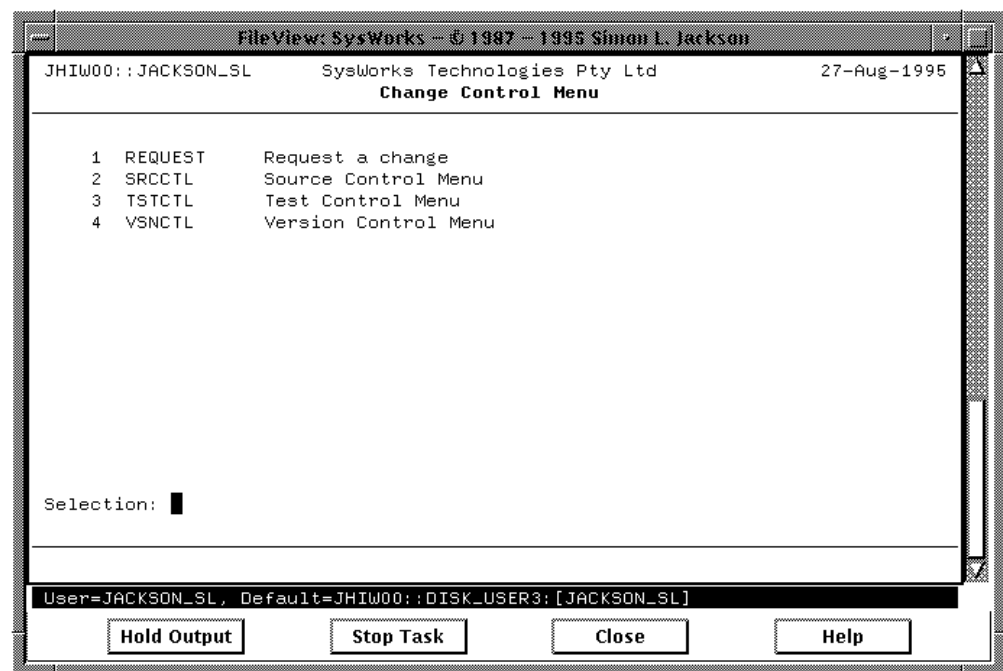 FileView: SysWorks - © 1987 - 1995 Simon L. Jackson
JHIW00::JACKSON_SL SysWorks Technologies Pty Ltd 27-Aug-1995
Change Control Menu
1 REQUEST Request a change
2 SRCCTL Source Control Menu
3 TSTCTL Test Control Menu
4 VSNCTL Version Control Menu
Selection:
User=JACKSON_SL, Default=JHIW00::DISK_USER3:[JACKSON_SL]
Hold Output Stop Task Close Help